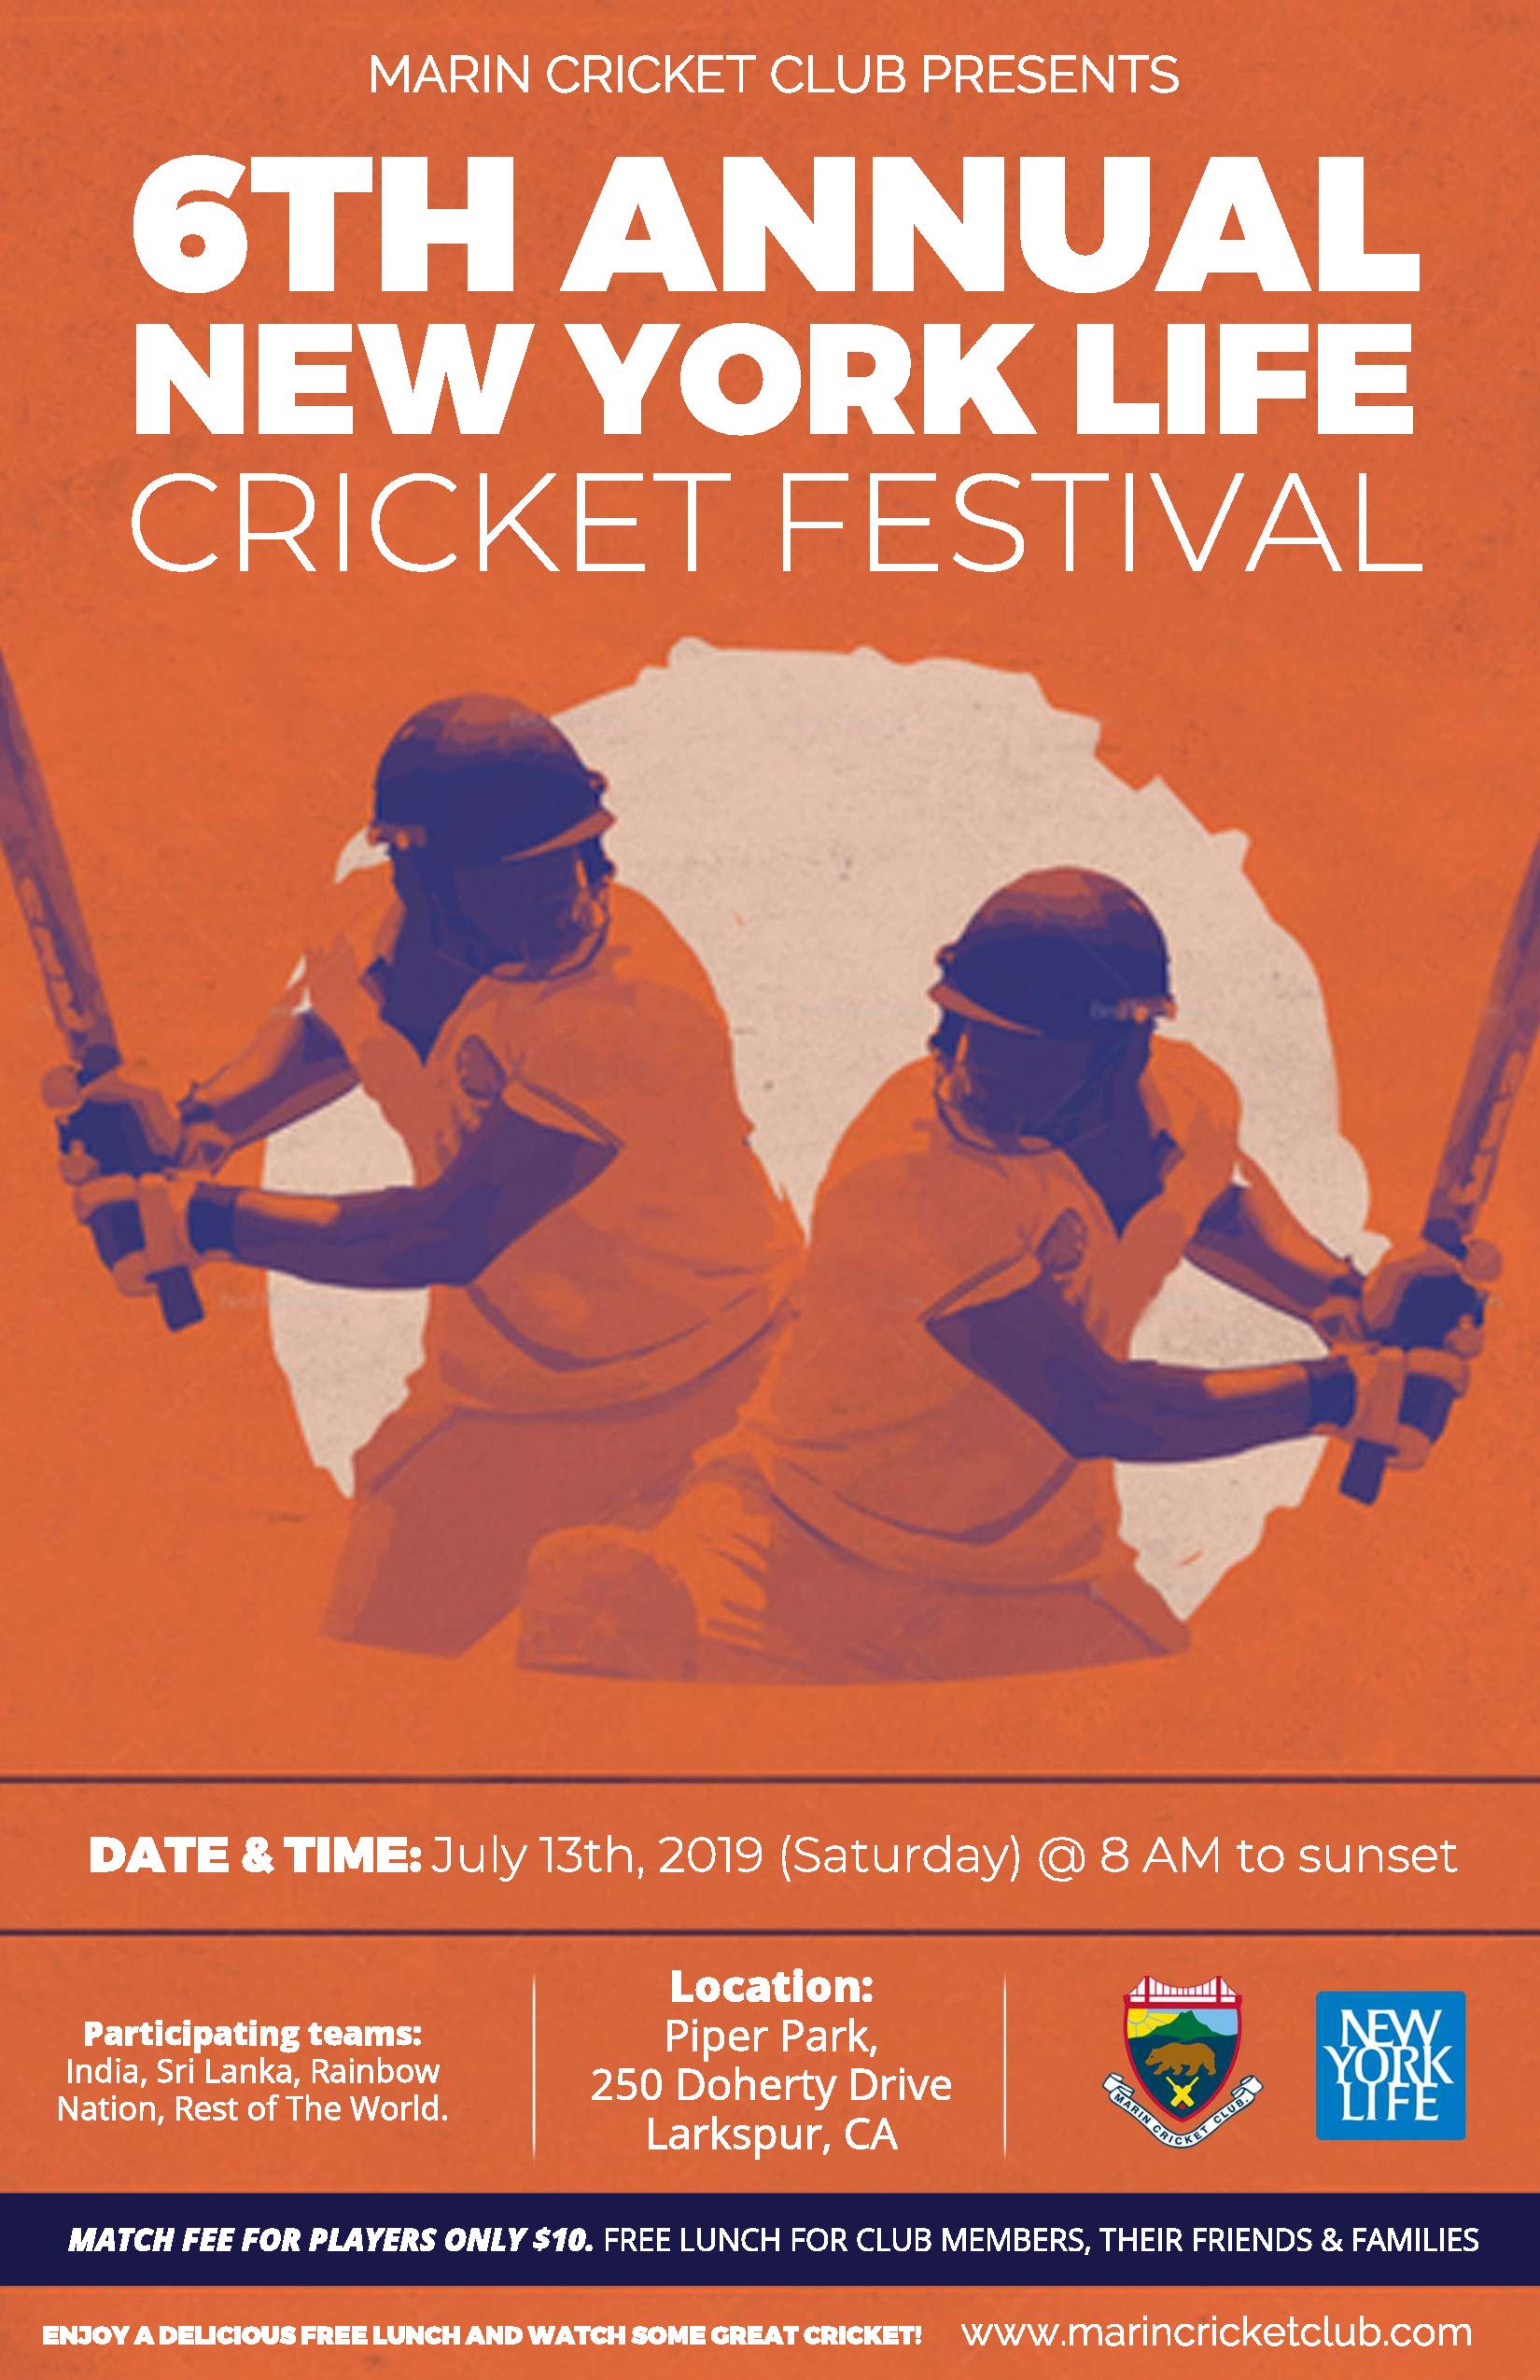 MARIN CRICKET CLUB PRESENTS
6TH ANNUAL
NEW YORK LIFE
CRICKET FESTIVAL
DATE & TIME: July 13th, 2019 (Saturday) @ 8 AM to sunset
Participating teams:
India, Sri Lanka, Rainbow
Nation, Rest of The World.
Location:
Piper Park,
250 Doherty Drive
Larkspur, CA
MARIN CRICKET CLUB.
NEW
YORK
LIFE
MATCH FEE FOR PLAYERS ONLY $10. FREE LUNCH FOR CLUB MEMBERS, THEIR FRIENDS & FAMILIES
ENJOY A DELICIOUS FREE LUNCH AND WATCH SOME GREAT CRICKET! www.marincricketclub.com